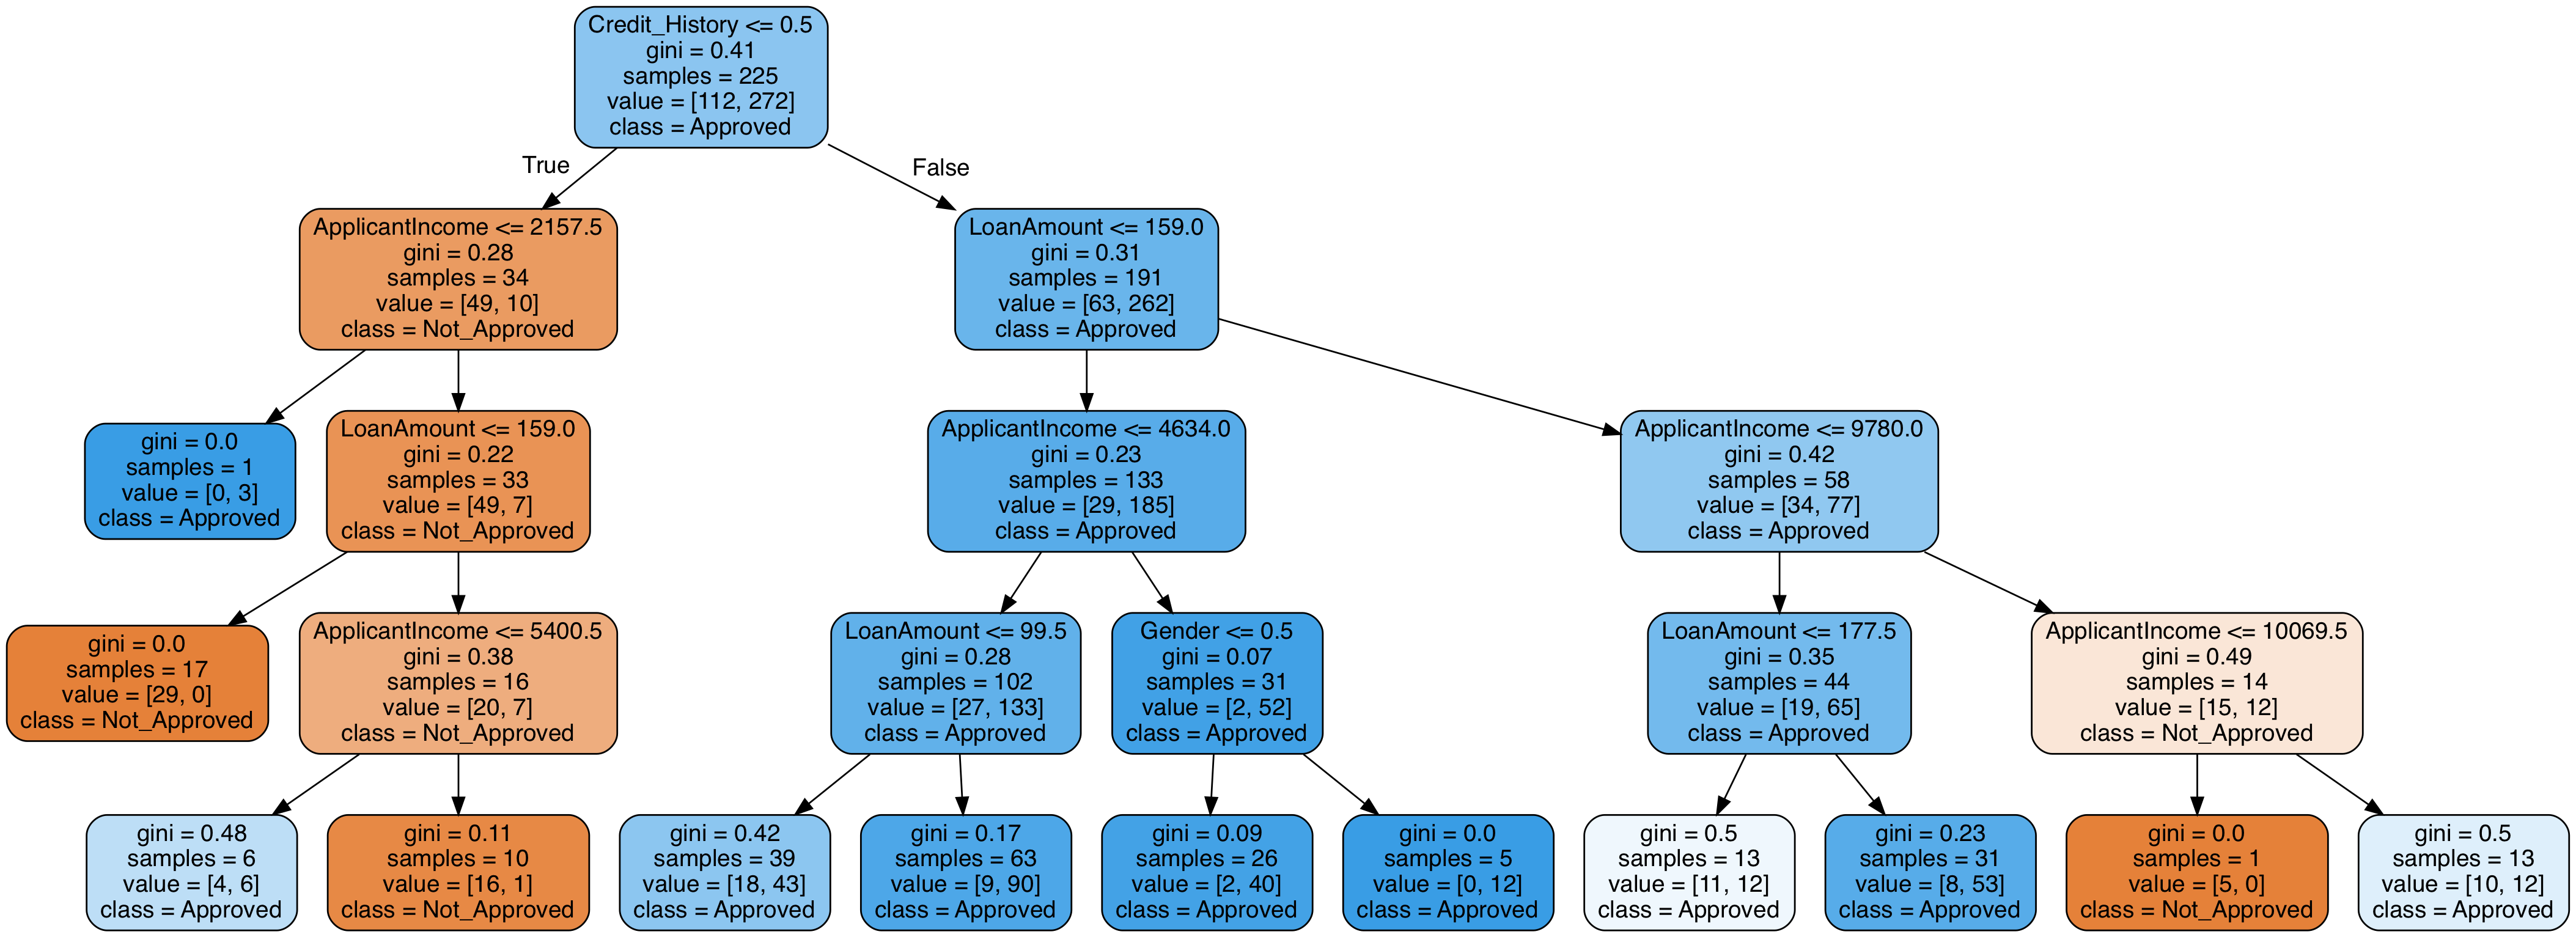 Credit_History <= 0.5
gini = 0.41
samples = 225
value = [112, 272]
class = Approved
True
False
ApplicantIncome <= 2157.5
gini = 0.28
samples = 34
value = [49, 10]
class = Not_Approved
LoanAmount <= 159.0
gini = 0.31
samples = 191
value = [63, 262]
class = Approved
gini = 0.0
samples = 1
value = [0, 3]
class = Approved
LoanAmount <= 159.0
gini = 0.22
samples = 33
value = [49, 7]
class = Not_Approved
ApplicantIncome <= 4634.0
gini = 0.23
samples = 133
value = [29, 185]
class = Approved
ApplicantIncome <= 9780.0
gini = 0.42
samples = 58
value = [34, 77]
class = Approved
gini = 0.0
samples = 17
value = [29, 0]
class = Not_Approved
ApplicantIncome <= 5400.5
gini = 0.38
samples = 16
value = [20, 7]
class = Not_Approved
LoanAmount <= 99.5
gini = 0.28
samples = 102
value = [27, 133]
class = Approved
Gender <= 0.5
gini = 0.07
samples = 31
value = [2, 52]
class = Approved
LoanAmount <= 177.5
gini = 0.35
samples = 44
value = [19, 65]
class = Approved
ApplicantIncome <= 10069.5
gini = 0.49
samples = 14
value = [15, 12]
class = Not_Approved
gini = 0.48
samples = 6
value = [4, 6]
class = Approved
gini = 0.11
samples = 10
value = [16, 1]
class = Not_Approved
gini = 0.42
samples = 39
value = [18, 43]
class = Approved
gini = 0.17
samples = 63
value = [9, 90]
class = Approved
gini = 0.09
samples = 26
value = [2, 40]
class = Approved
gini = 0.0
samples = 5
value = [0, 12]
class = Approved
gini = 0.5
samples = 13
value = [11, 12]
class = Approved
gini = 0.23
samples = 31
value = [8, 53]
class = Approved
gini = 0.0
samples = 1
value = [5, 0]
class = Not_Approved
gini = 0.5
samples = 13
value = [10, 12]
class = Approved